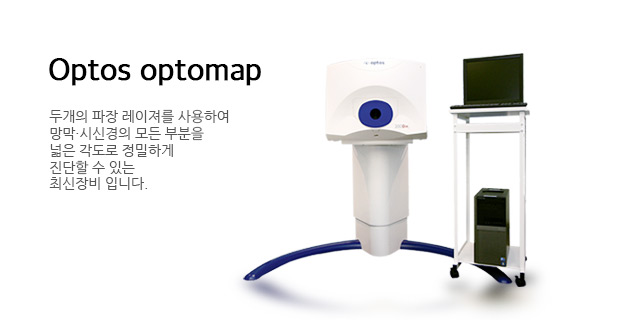 Optos optomap
두개의 파장 레이져를 사용하여
망막·시신경의 모든 부분을
넓은 각도로 정밀하게
진단할 수 있는
최신장비 입니다.
optos